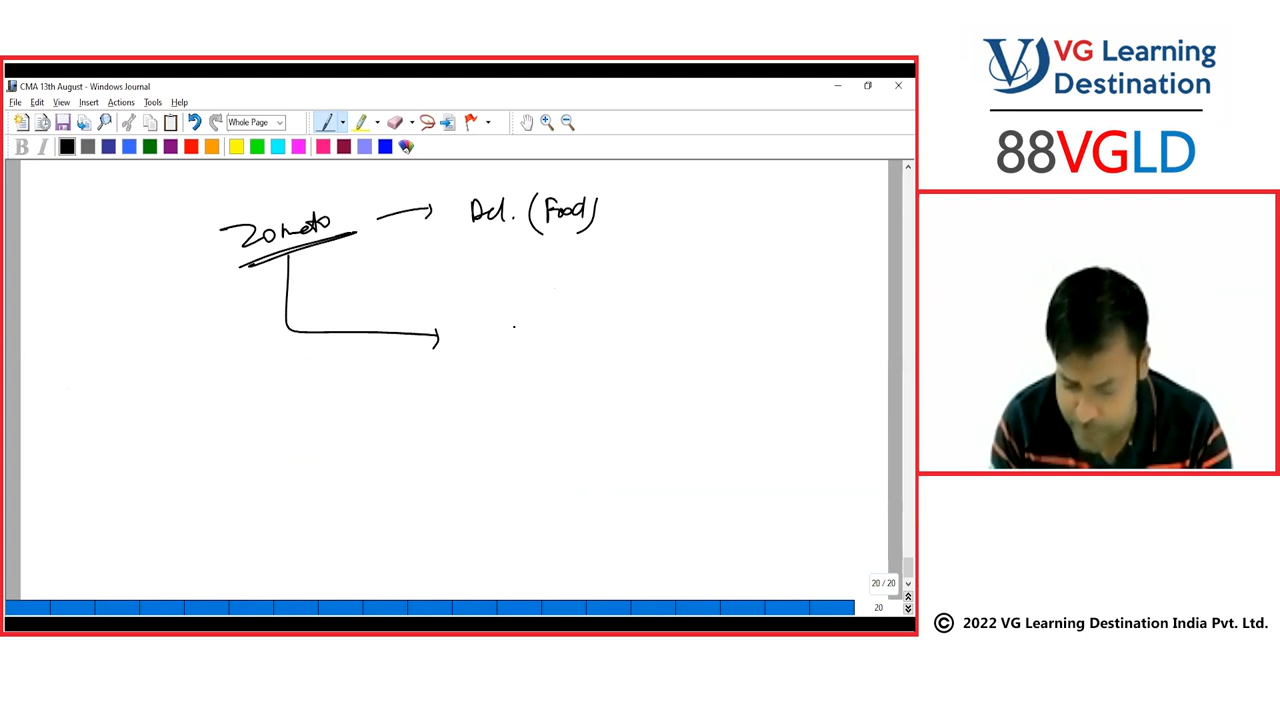 VG Learning
Destination
88VGLD
CMA 13th August - Windows Journal
File Edit View Insert Actions Tools Help
Whole Page
B I
Zomato → Del. (Food)
20 / 20
20
© 2022 VG Learning Destination India Pvt. Ltd.